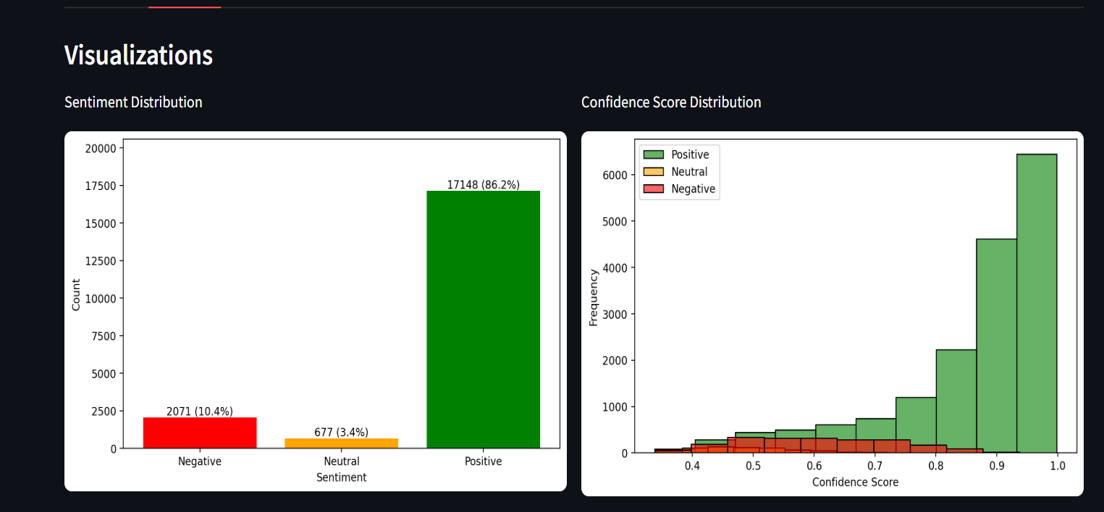 Visualizations
Sentiment Distribution
Confidence Score Distribution
20000
17500
15000
12500
10000
7500
5000
2500
0
Count
17148 (86.2%)
2071 (10.4%)
677 (3.4%)
Negative
Neutral
Positive
Sentiment
Positive
Neutral
Negative
6000
5000
4000
3000
2000
1000
0
Frequency
0.4
0.5
0.6
0.7
0.8
0.9
1.0
Confidence Score